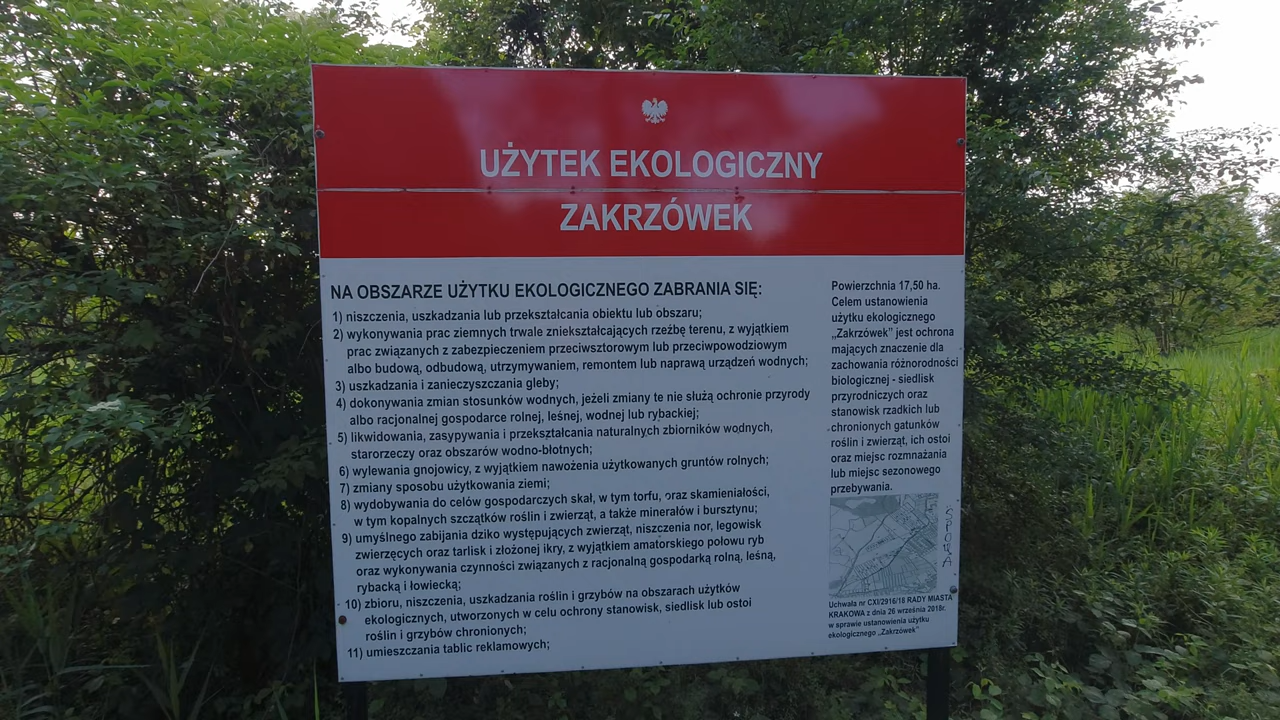 UŻYTEK EKOLOGICZNY
ZAKRZÓWEK
NA OBSZARZE UŻYTKU EKOLOGICZNEGO ZABRANIA SIĘ:
1) niszczenia, uszkadzania lub przekształcania obiektu lub obszaru;
2) wykonywania prac ziemnych trwale zniekształcających rzeźbę terenu, z wyjątkiem
prac związanych z zabezpieczeniem przeciwsztorowym lub przeciwpowodziowym
albo budową, odbudową, utrzymywaniem, remontem lub naprawą urządzeń wodnych;
3) uszkadzania i zanieczyszczania gleby;
4) dokonywania zmian stosunków wodnych, jeżeli zmiany te nie służą ochronie przyrody
albo racjonalnej gospodarce rolnej, leśnej, wodnej lub rybackiej;
5) likwidowania, zasypywania i przekształcania naturalnych zbiorników wodnych,
starorzeczy oraz obszarów wodno-błotnych;
6) wylewania gnojowicy, z wyjątkiem nawożenia użytkowanych gruntów rolnych;
7) zmiany sposobu użytkowania ziemi;
8) wydobywania do celów gospodarczych skał, w tym torfu, oraz skamieniałości,
w tym kopalnych szczątków roślin i zwierząt, a także minerałów i bursztynu;
9) umyślnego zabijania dziko występujących zwierząt, niszczenia nor, legowisk
zwierzęcych oraz tarlisk i złożonej ikry, z wyjątkiem amatorskiego połowu ryb
oraz wykonywania czynności związanych z racjonalną gospodarką rolną, leśną,
rybacką i łowiecką;
10) zbioru, niszczenia, uszkadzania roślin i grzybów na obszarach użytków
ekologicznych, utworzonych w celu ochrony stanowisk, siedlisk lub ostoi
roślin i grzybów chronionych;
11) umieszczania tablic reklamowych;
Powierzchnia 17,50 ha.
Celem ustanowienia
użytku ekologicznego
„Zakrzówek” jest ochrona
mających znaczenie dla
zachowania różnorodności
biologicznej - siedlisk
przyrodniczych oraz
stanowisk rzadkich lub
chronionych gatunków
roślin i zwierząt, ich ostoi
oraz miejsc rozmnażania
lub miejsc sezonowego
przebywania.
Uchwała nr CXI/2916/18 RADY MIASTA
KRAKOWA z dnia 26 września 2018r.
w sprawie ustanowienia użytku
ekologicznego „Zakrzówek”